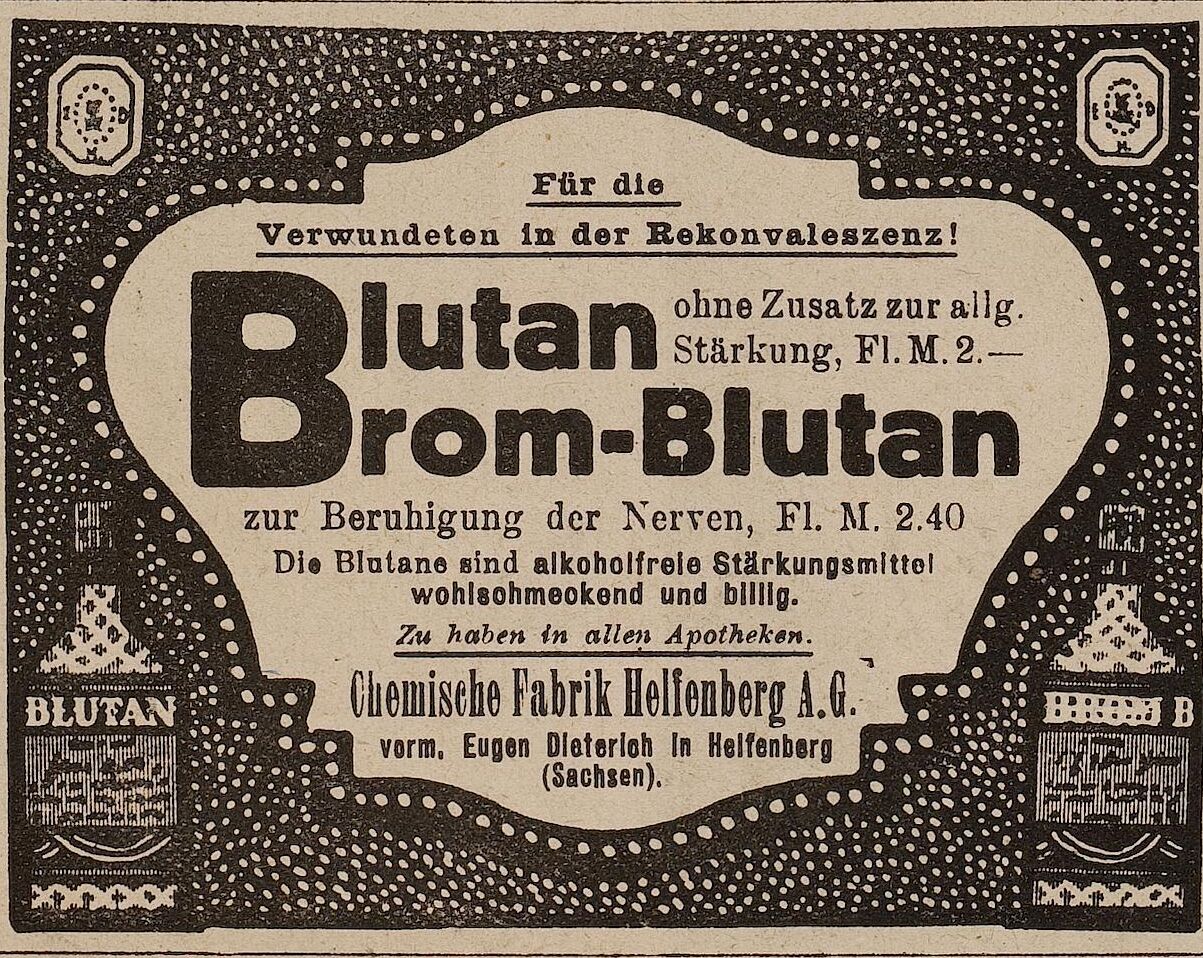 Für die
Verwundeten in der Rekonvaleszenz!
Blutan ohne Zusatz zur allg.
Stärkung, Fl. M. 2.—
Brom-Blutan
zur Beruhigung der Nerven, Fl. M. 2.40
Die Blutane sind alkoholfreie Stärkungsmittel
wohlschmeckend und billig.
Zu haben in allen Apotheken.
Chemische Fabrik Helfenberg A.G.
vorm. Eugen Dieterich in Helfenberg
(Sachsen).
BLUTAN